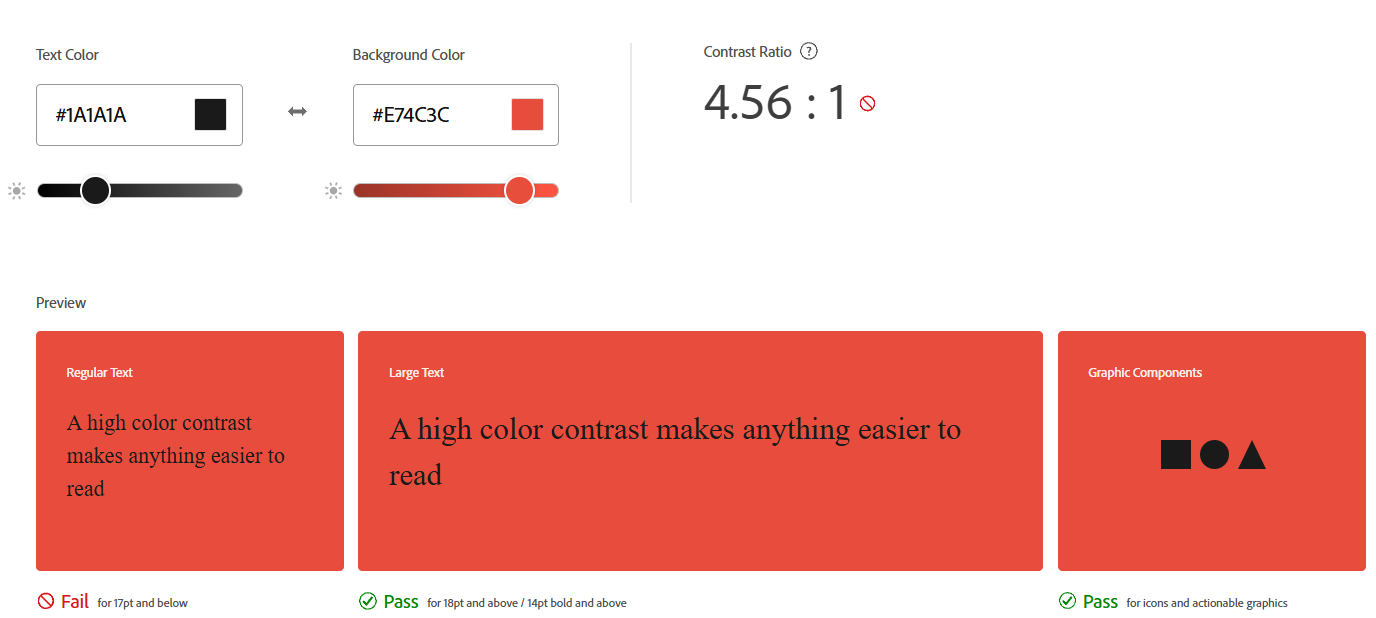 Text Color
Background Color
Contrast Ratio ?
#1A1A1A
#E74C3C
4.56 : 1
Preview
Regular Text
A high color contrast
makes anything easier to
read
Large Text
A high color contrast makes anything easier to
read
Graphic Components
Fail for 17pt and below
Pass for 18pt and above / 14pt bold and above
Pass for icons and actionable graphics